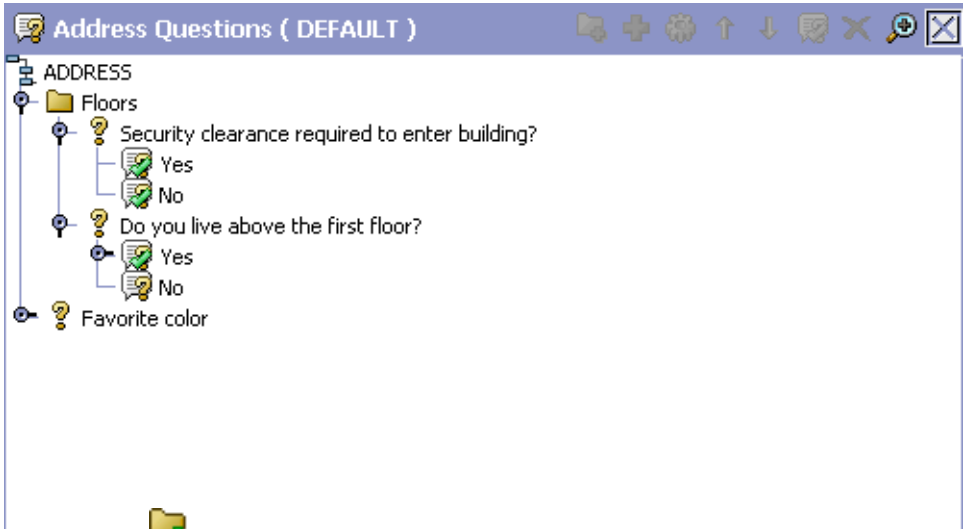 Address Questions ( DEFAULT )
ADDRESS
Floors
Security clearance required to enter building?
Yes
No
Do you live above the first floor?
Yes
No
Favorite color